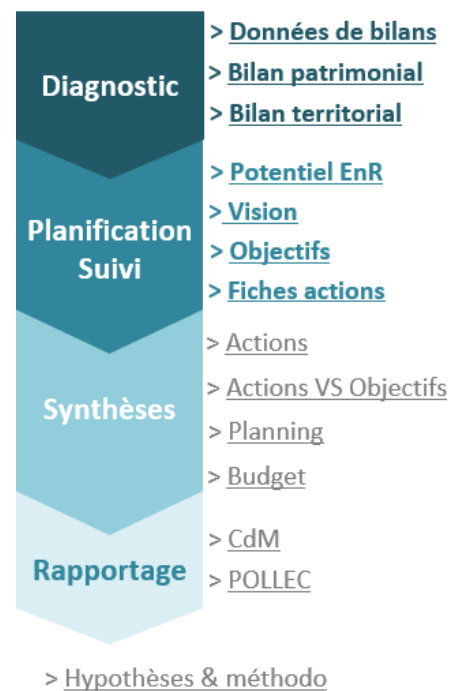 Diagnostic
> Données de bilans
> Bilan patrimonial
> Bilan territorial
Planification
Suivi
> Potentiel EnR
> Vision
> Objectifs
> Fiches actions
Synthèses
> Actions
> Actions VS Objectifs
> Planning
> Budget
Rapportage
> CdM
> POLLEC
> Hypothèses & méthodo